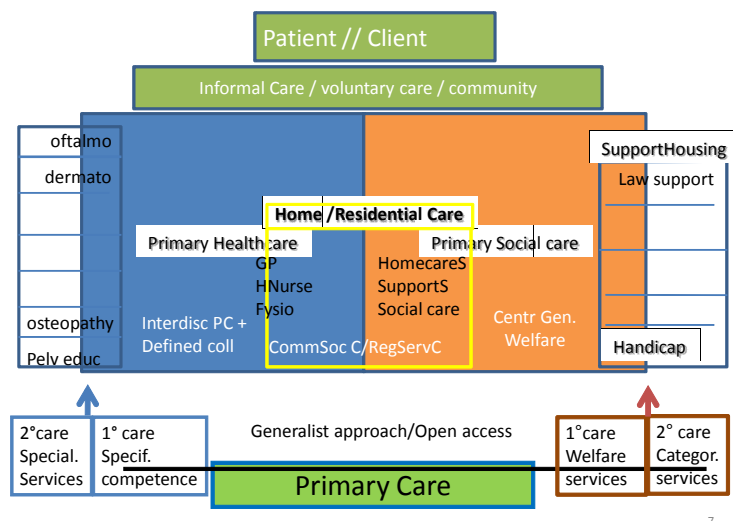 Patient // Client
Informal Care / voluntary care / community
oftalmo
dermato
osteopathy
Pelv educ
SupportHousing
Law support
Handicap
Home /Residential Care
Primary Healthcare
Primary Social care
GP
HNurse
Fysio
HomecareS
SupportS
Social care
Interdisc PC +
Defined coll
CommSoc C/RegServC
Centr Gen.
Welfare
2°care
Special.
Services
1° care
Specif.
competence
Generalist approach/Open access
1°care
Welfare
services
2° care
Categor.
services
Primary Care
7